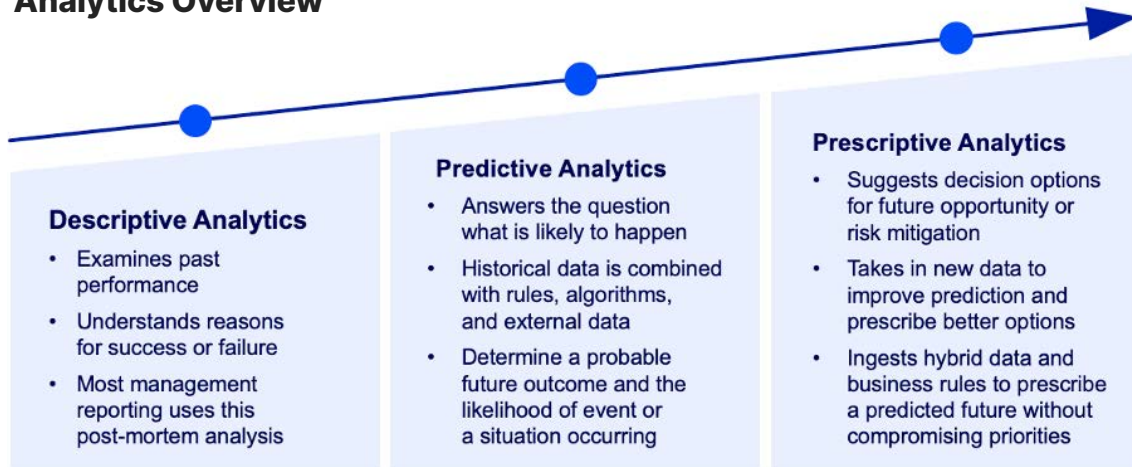 Analytics Overview
Descriptive Analytics
• Examines past
performance
• Understands reasons
for success or failure
• Most management
reporting uses this
post-mortem analysis
Predictive Analytics
• Answers the question
what is likely to happen
• Historical data is combined
with rules, algorithms,
and external data
• Determine a probable
future outcome and the
likelihood of event or
a situation occurring
Prescriptive Analytics
• Suggests decision options
for future opportunity or
risk mitigation
• Takes in new data to
improve prediction and
prescribe better options
• Ingests hybrid data and
business rules to prescribe
a predicted future without
compromising priorities